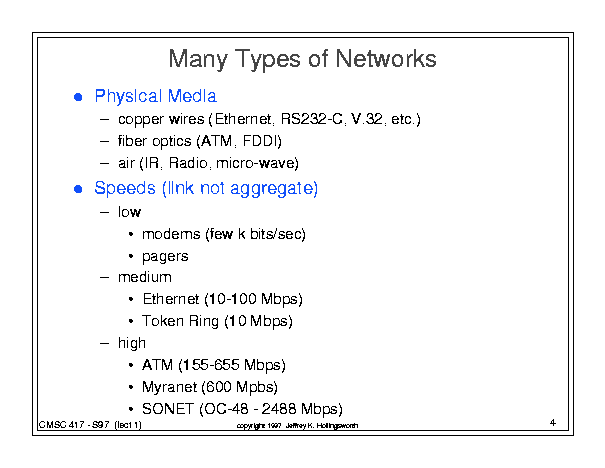 Many Types of Networks
● Physical Media
– copper wires (Ethernet, RS232-C, V.32, etc.)
– fiber optics (ATM, FDDI)
– air (IR, Radio, micro-wave)
● Speeds (link not aggregate)
– low
• modems (few k bits/sec)
• pagers
– medium
• Ethernet (10-100 Mbps)
• Token Ring (10 Mbps)
– high
• ATM (155-655 Mbps)
• Myranet (600 Mpbs)
• SONET (OC-48 - 2488 Mbps)
CMSC 417 - S97 (lect1) copyright 1997 Jeffrey K. Hollingsworth 4